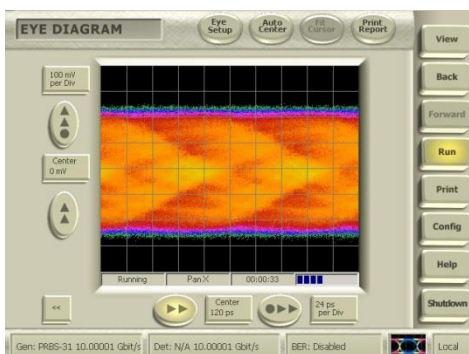 EYE DIAGRAM
Eye Setup
Auto Center
Fit Cursor
Print Report
View
Back
Forward
Run
Print
Config
Help
Shutdown
100 mV per Div
Center 0 mV
Running
Pan X
00:00:33
<<
Center 120 ps
24 ps per Div
Gen: PRBS-31 10.00001 Gbit/s
Det: N/A 10.00001 Gbit/s
BER: Disabled
Local